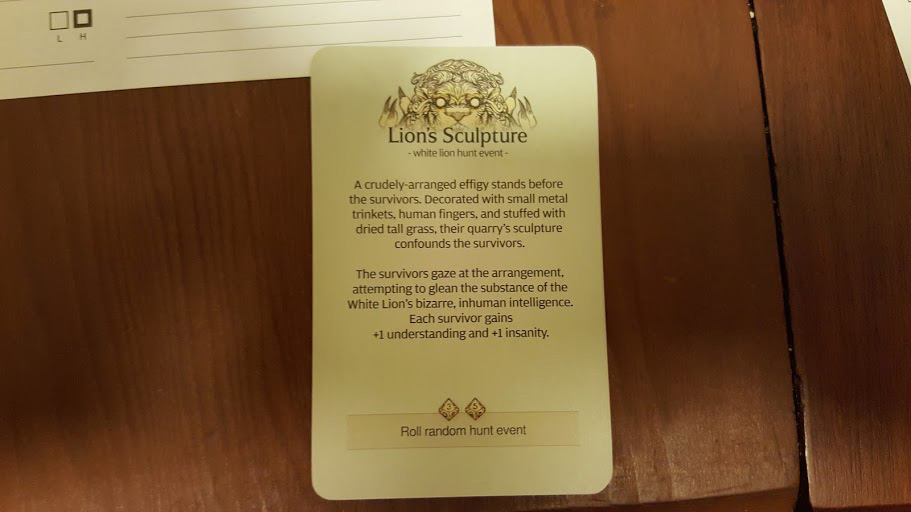 L H
Lion's Sculpture
- white lion hunt event -
A crudely-arranged effigy stands before
the survivors. Decorated with small metal
trinkets, human fingers, and stuffed with
dried tall grass, their quarry's sculpture
confounds the survivors.
The survivors gaze at the arrangement,
attempting to glean the substance of the
White Lion's bizarre, inhuman intelligence.
Each survivor gains
+1 understanding and +1 insanity.
Roll random hunt event